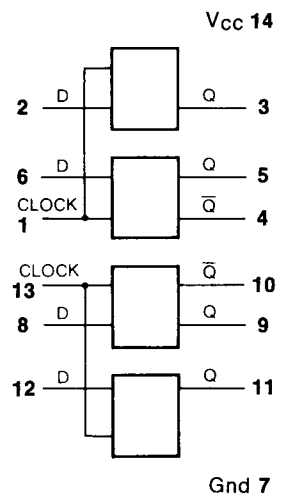 Vcc 14
D Q
2 3
D Q
6 5
CLOCK Q̅
1 4
CLOCK Q̅
13 10
D Q
8 9
D Q
12 11
Gnd 7